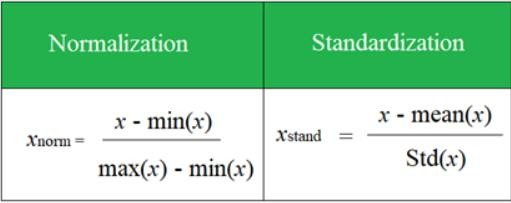 Normalization
Standardization
xnorm = x - min(x)
max(x) - min(x)
xstand = x - mean(x)
Std(x)